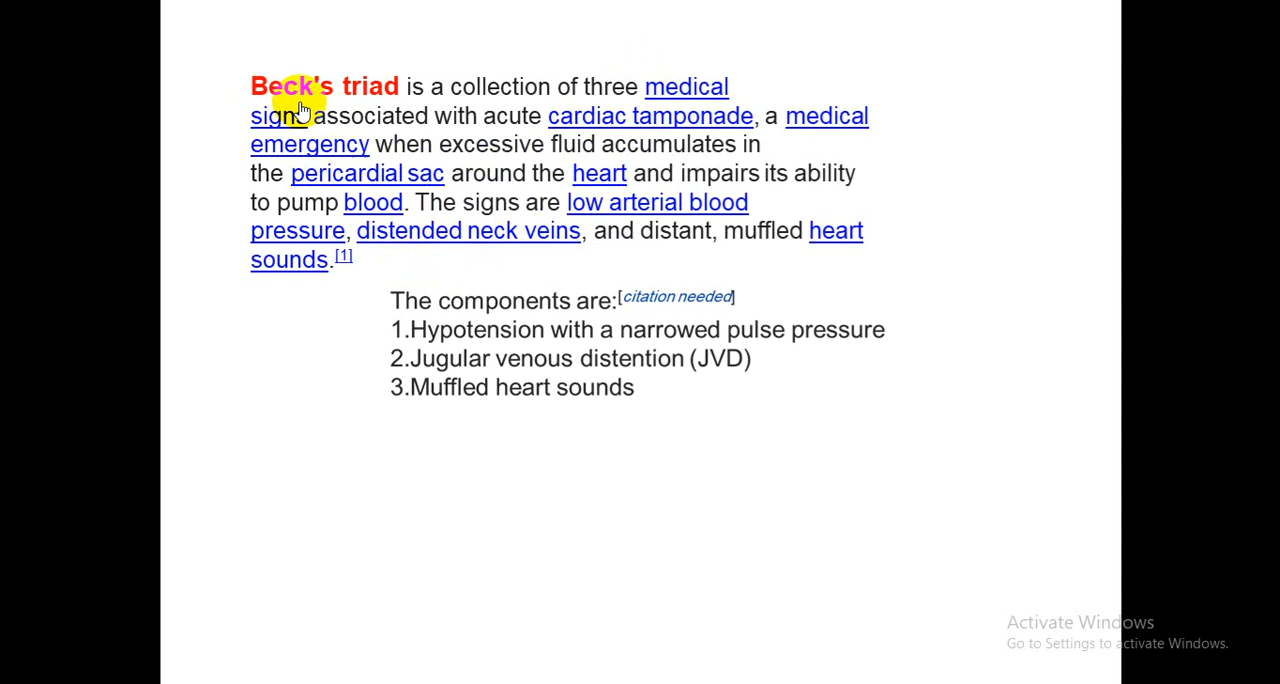 Beck's triad is a collection of three medical
signs associated with acute cardiac tamponade, a medical
emergency when excessive fluid accumulates in
the pericardial sac around the heart and impairs its ability
to pump blood. The signs are low arterial blood
pressure, distended neck veins, and distant, muffled heart
sounds.[1]
The components are:[citation needed]
1.Hypotension with a narrowed pulse pressure
2.Jugular venous distention (JVD)
3.Muffled heart sounds
Activate Windows
Go to Settings to activate Windows.